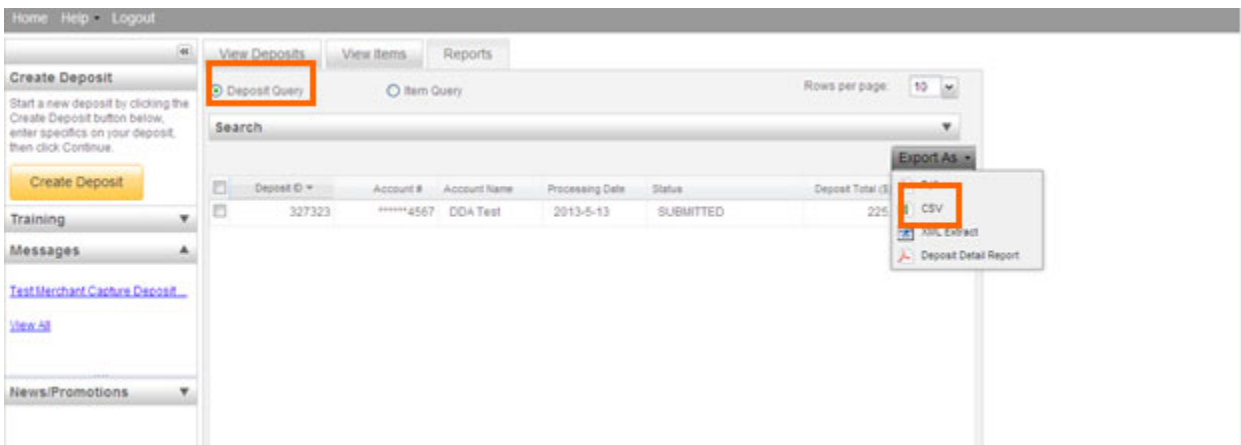 Home Help Logout
View Deposits View Items Reports
Create Deposit
Start a new deposit by clicking the
Create Deposit button below,
enter specifics on your deposit,
then click Continue.
Create Deposit
Training
Messages
Test Merchant Capture Deposit ...
View All
News/Promotions
Deposit Query Item Query Rows per page: 10
Search
Export As
Deposit ID Account # Account Name Processing Date Status Deposit Total ($
327323 ******4567 DDA Test 2013-5-13 SUBMITTED 225
CSV
XML Extract
Deposit Detail Report